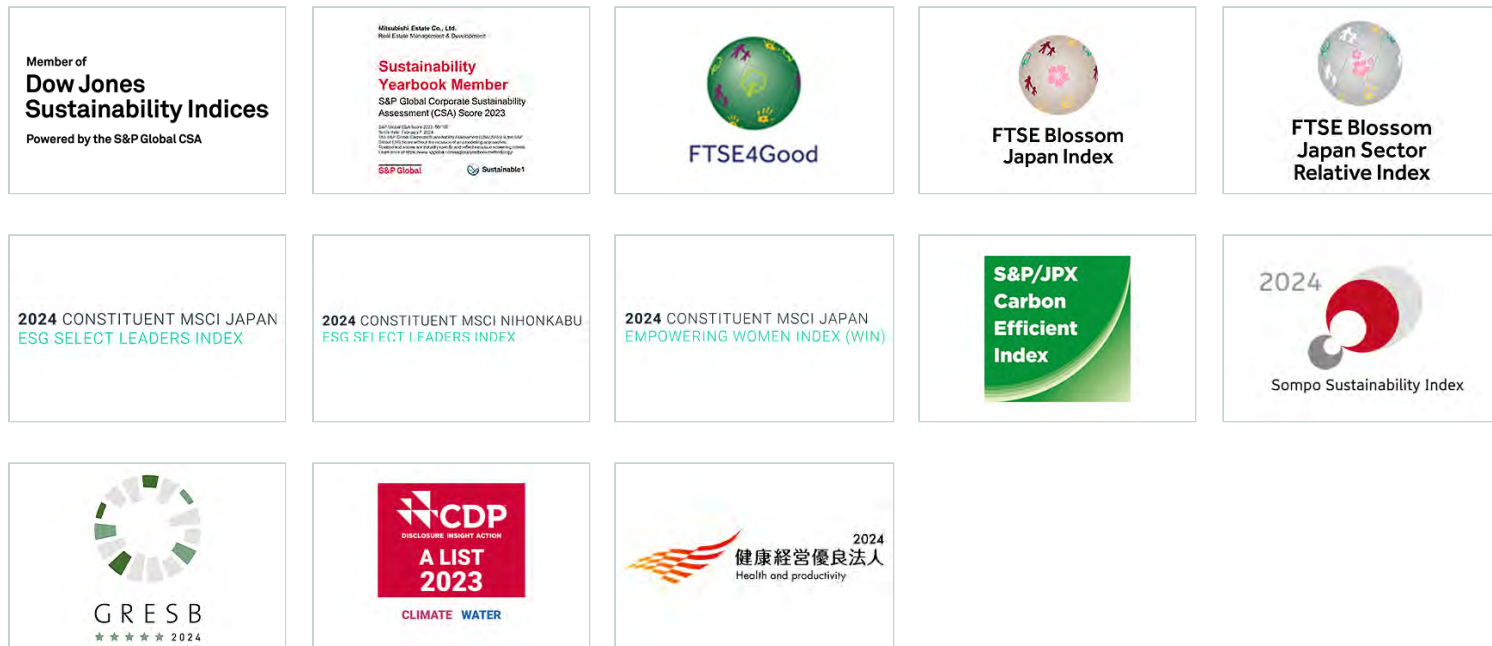 Member of
Dow Jones
Sustainability Indices
Powered by the S&P Global CSA
Mitsubishi Estate Co., Ltd.
Real Estate Management & Development
Sustainability
Yearbook Member
S&P Global Corporate Sustainability
Assessment (CSA) Score 2023
S&P Global
Sustainable1
FTSE4Good
FTSE Blossom
Japan Index
FTSE Blossom
Japan Sector
Relative Index
2024 CONSTITUENT MSCI JAPAN
ESG SELECT LEADERS INDEX
2024 CONSTITUENT MSCI NIHONKABU
ESG SELECT LEADERS INDEX
2024 CONSTITUENT MSCI JAPAN
EMPOWERING WOMEN INDEX (WIN)
S&P/JPX
Carbon
Efficient
Index
2024
Sompo Sustainability Index
GRESB
★★★★★ 2024
CDP
DISCLOSURE INSIGHT ACTION
A LIST
2023
CLIMATE WATER
2024
健康経営優良法人
Health and productivity